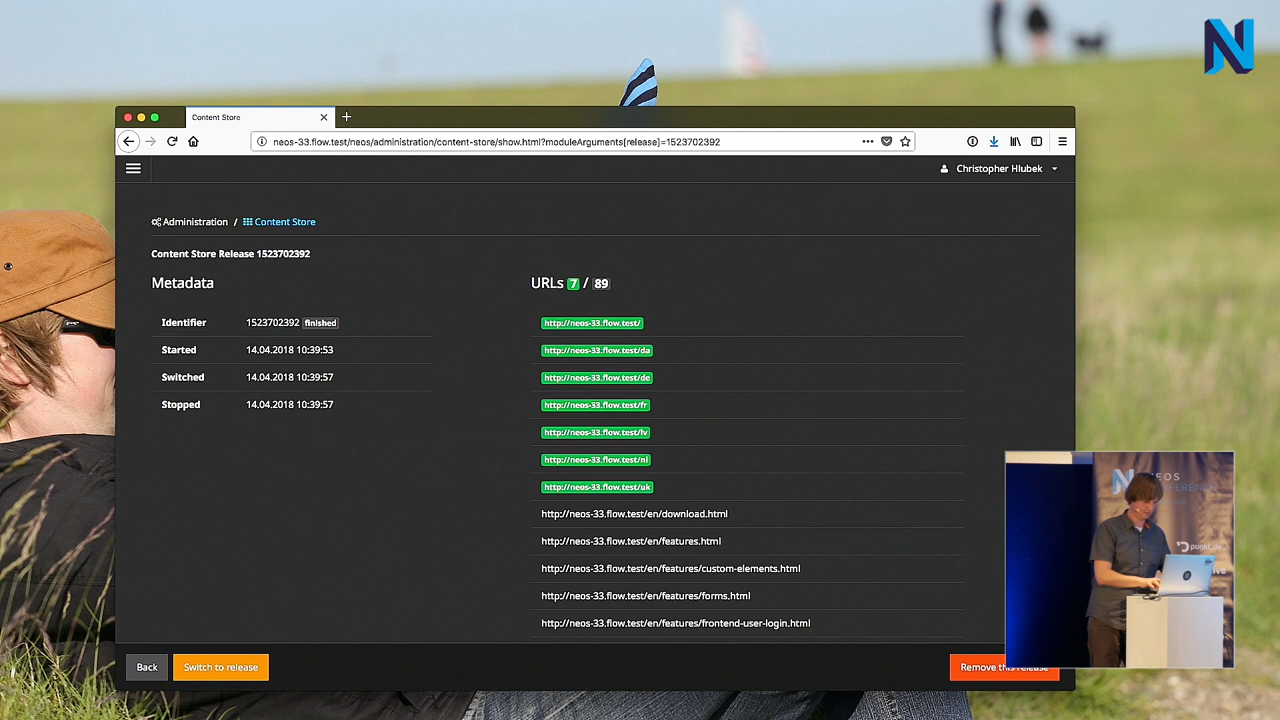 N
Content Store
neos-33.flow.test/neos/administration/content-store/show.html?moduleArguments[release]=1523702392
Christopher Hlubek
Administration / Content Store
Content Store Release 1523702392
Metadata
URLs 7 / 89
Identifier 1523702392 finished
Started 14.04.2018 10:39:53
Switched 14.04.2018 10:39:57
Stopped 14.04.2018 10:39:57
http://neos-33.flow.test/
http://neos-33.flow.test/da
http://neos-33.flow.test/de
http://neos-33.flow.test/fr
http://neos-33.flow.test/lv
http://neos-33.flow.test/nl
http://neos-33.flow.test/uk
http://neos-33.flow.test/en/download.html
http://neos-33.flow.test/en/features.html
http://neos-33.flow.test/en/features/custom-elements.html
http://neos-33.flow.test/en/features/forms.html
http://neos-33.flow.test/en/features/frontend-user-login.html
Back
Switch to release
Remove this release
N EOS